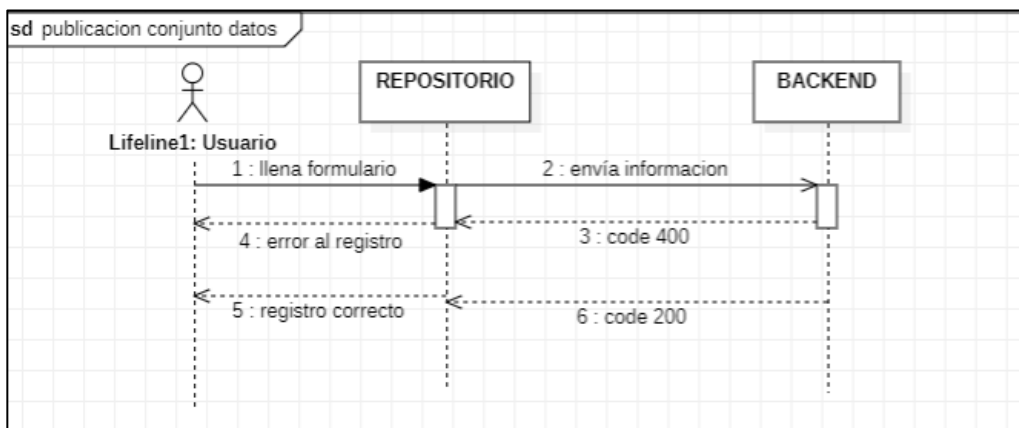 sd publicacion conjunto datos
REPOSITORIO
BACKEND
Lifeline1: Usuario
1 : llena formulario
2 : envía informacion
3 : code 400
4 : error al registro
5 : registro correcto
6 : code 200